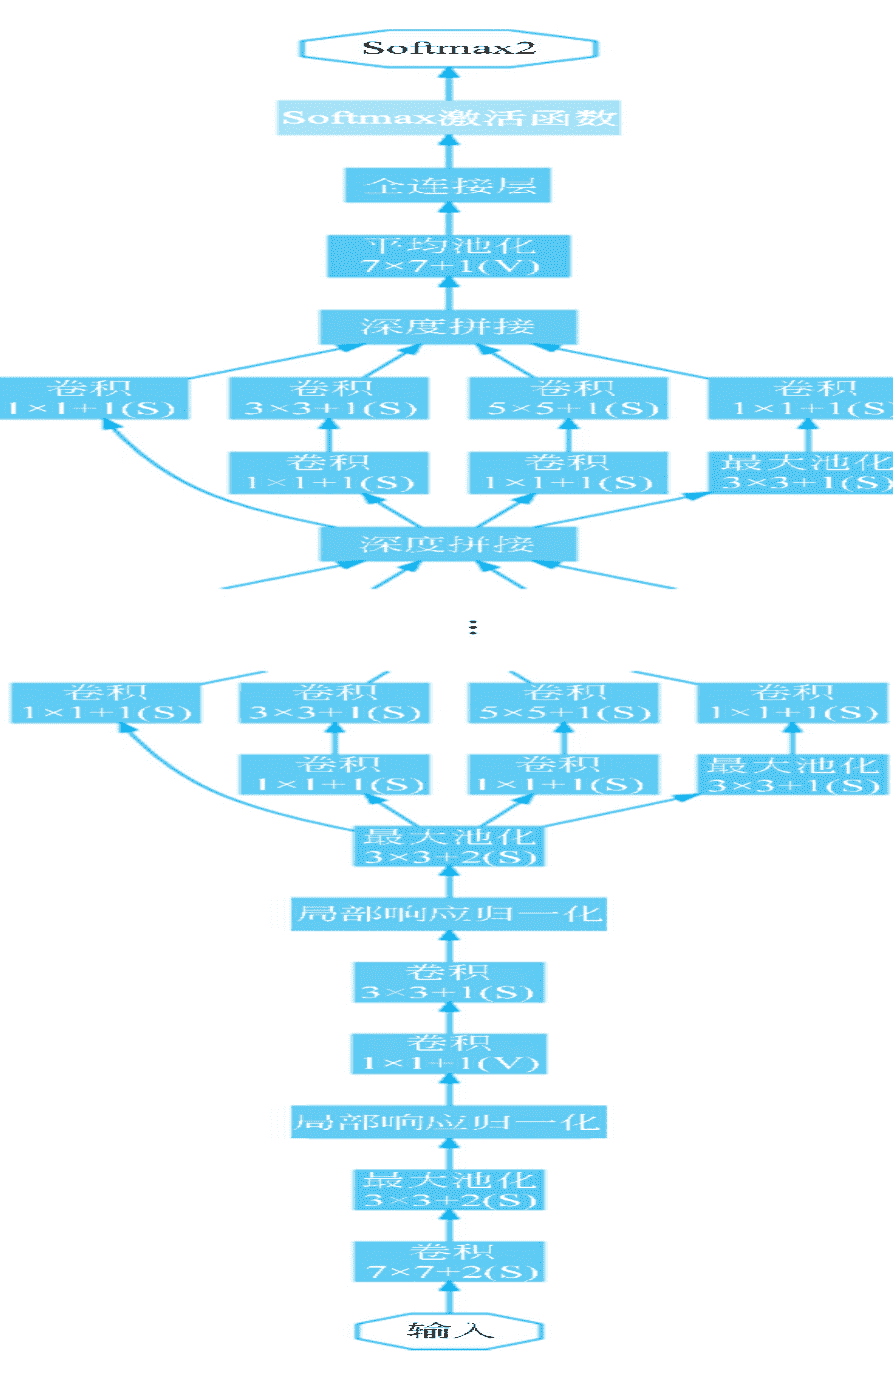 Softmax2
Softmax激活函数
全连接层
平均池化
7×7+1(V)
深度拼接
卷积
1×1+1(S)
卷积
3×3+1(S)
卷积
5×5+1(S)
卷积
1×1+1(S)
卷积
1×1+1(S)
卷积
1×1+1(S)
最大池化
3×3+1(S)
深度拼接
⋮
卷积
1×1+1(S)
卷积
3×3+1(S)
卷积
5×5+1(S)
卷积
1×1+1(S)
卷积
1×1+1(S)
卷积
1×1+1(S)
最大池化
3×3+1(S)
最大池化
3×3+2(S)
局部响应归一化
卷积
3×3+1(S)
卷积
1×1+1(V)
局部响应归一化
最大池化
3×3+2(S)
卷积
7×7+2(S)
输入